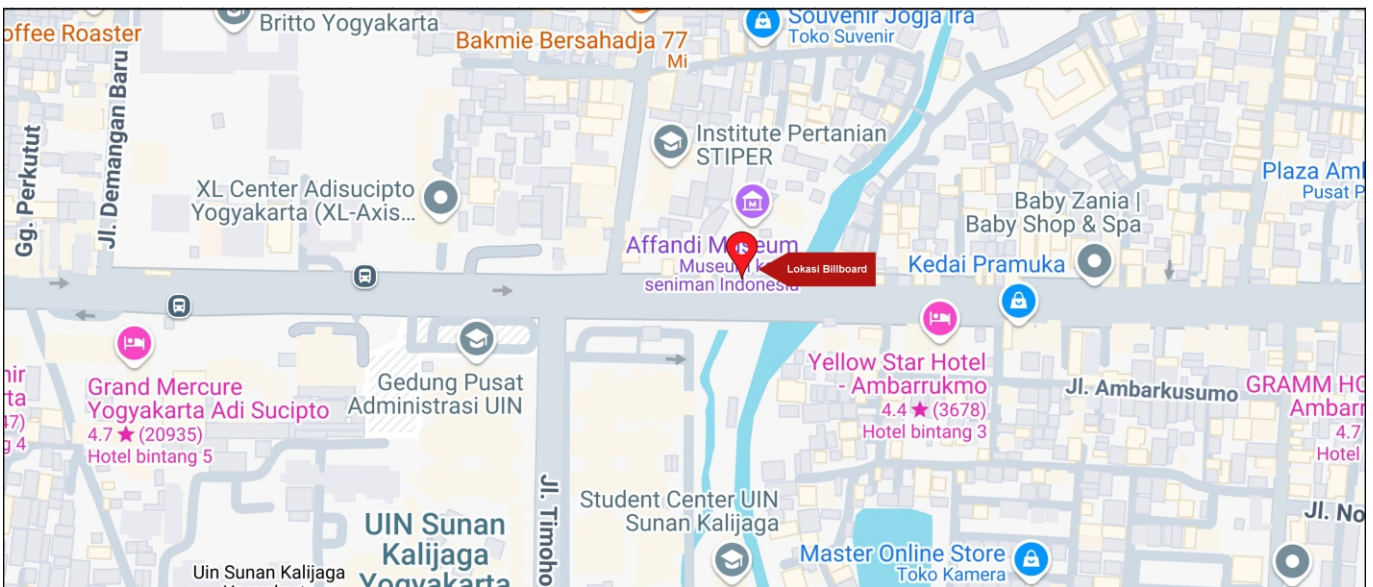 offee Roaster
Britto Yogyakarta
Bakmie Bersahadja 77
Mi
Souvenir Jogja Ira
Toko Suvenir
Gg. Perkutut
Jl. Demangan Baru
Institute Pertanian
STIPER
XL Center Adisucipto
Yogyakarta (XL-Axis...
Plaza Am
Pusat P
Baby Zania |
Baby Shop & Spa
Affandi Museum
Museum k
seniman Indonesia
Lokasi Billboard
Kedai Pramuka
Grand Mercure
Yogyakarta Adi Sucipto
4.7 ★ (20935)
Hotel bintang 5
nir
rta
47)
g 4
Gedung Pusat
Administrasi UIN
Yellow Star Hotel
- Ambarrukmo
4.4 ★ (3678)
Hotel bintang 3
Jl. Ambarkusumo
GRAMM HO
Ambarr
4.7
Hotel
Jl. Timoho
Student Center UIN
Sunan Kalijaga
UIN Sunan
Kalijaga
Yogyakarta
Uin Sunan Kalijaga
Master Online Store
Toko Kamera
Jl. No